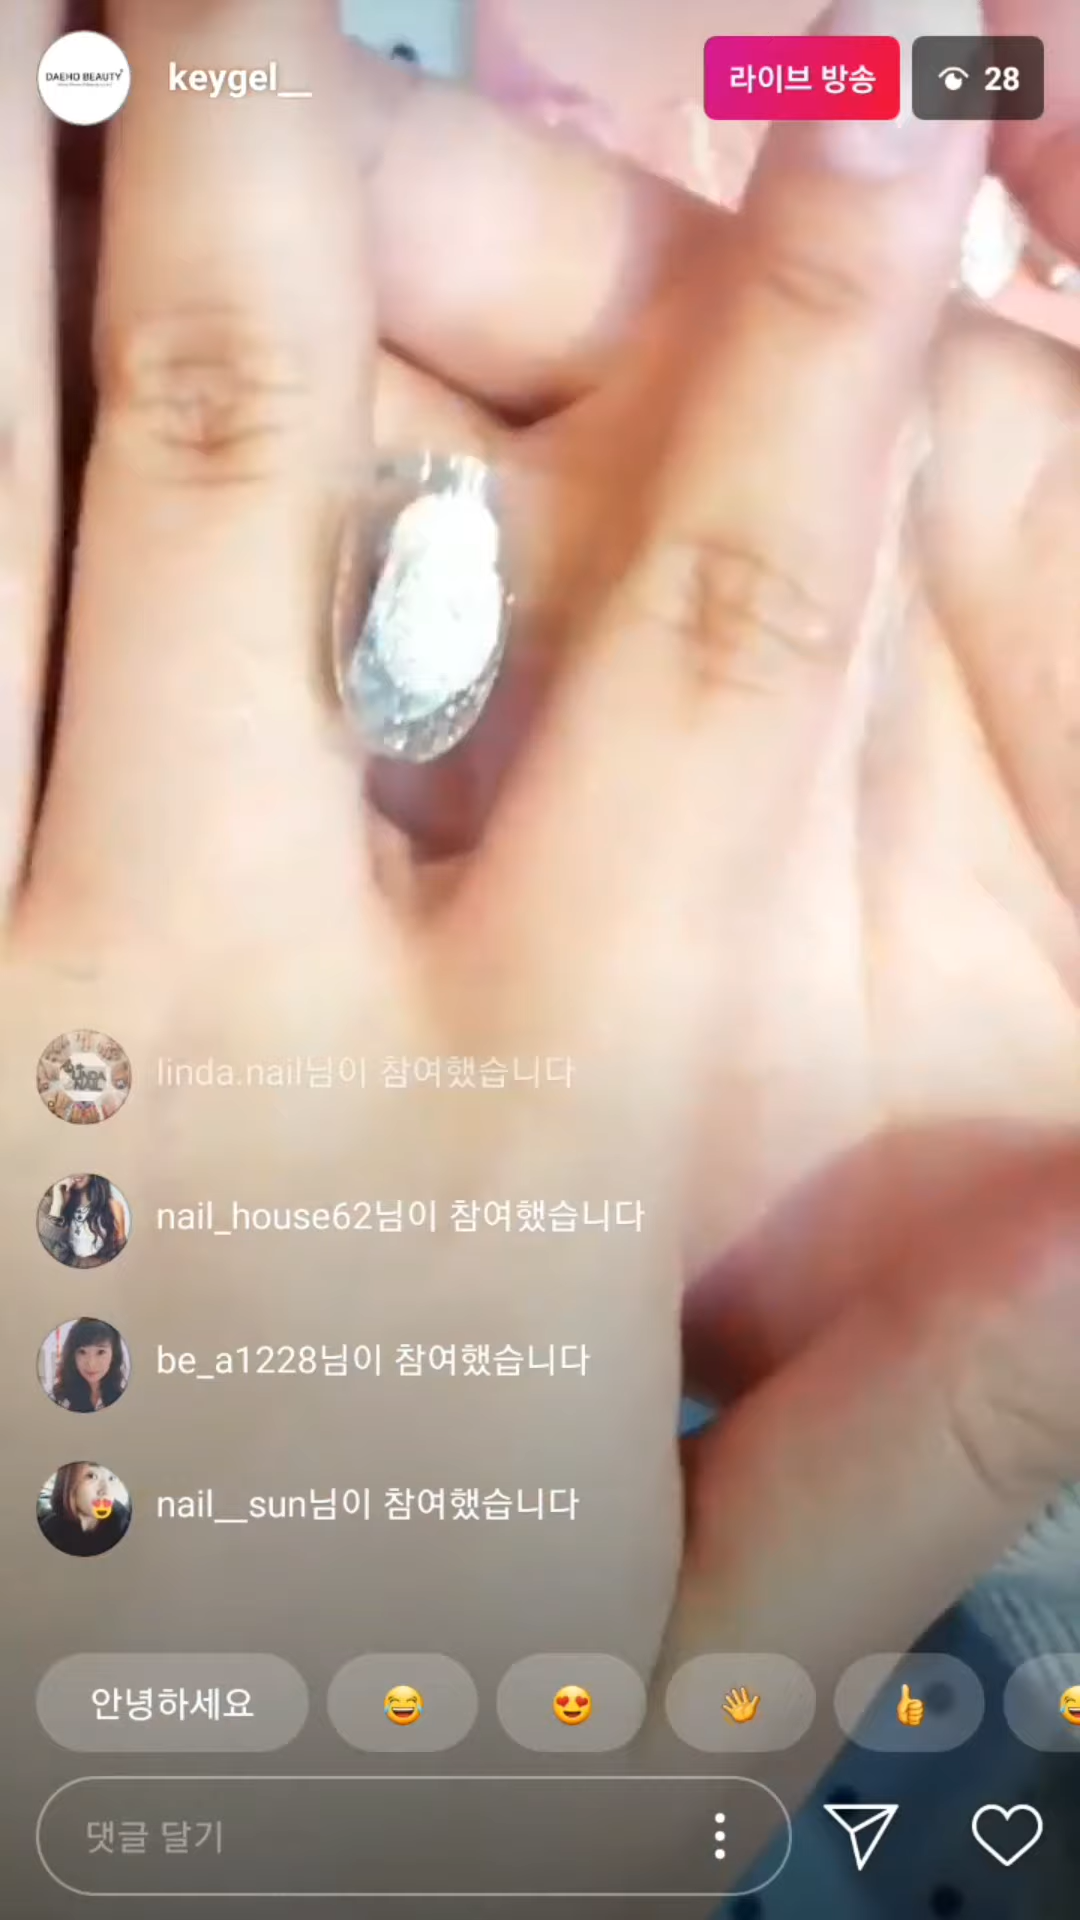 DAEHO BEAUTY
keygel__
라이브 방송
28
linda.nail님이 참여했습니다
LINDA
NAIL
nail_house62님이 참여했습니다
be_a1228님이 참여했습니다
nail__sun님이 참여했습니다
안녕하세요
댓글 달기